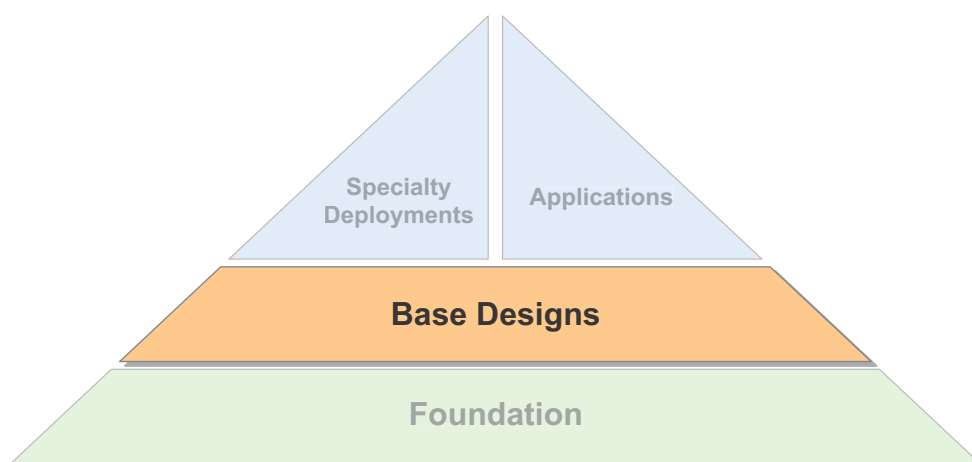 Specialty
Deployments
Applications
Base Designs
Foundation